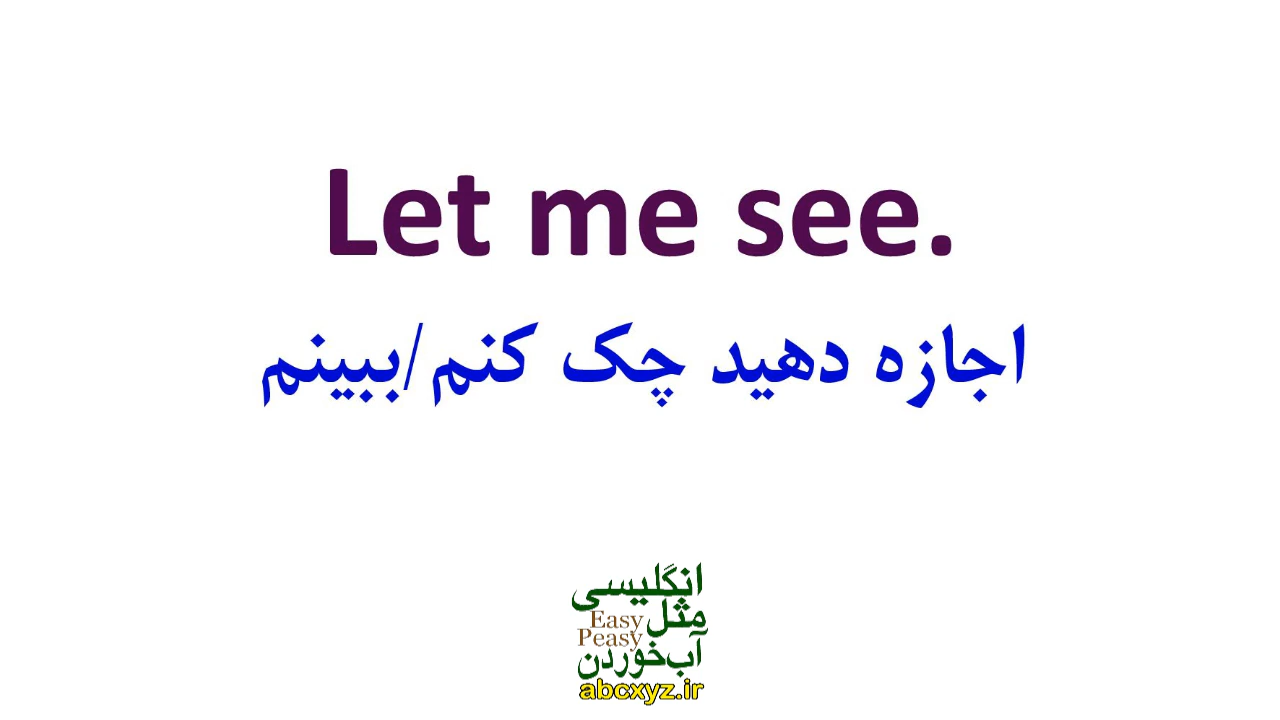 Let me see.
اجازه دهید چک کنم/ببینم
انگلیسی
مثل
Easy
Peasy
آب‌خوردن
abcxyz.ir